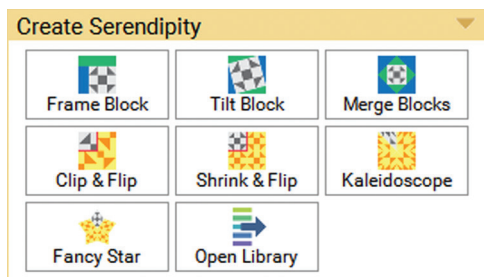 Create Serendipity
Frame Block
Tilt Block
Merge Blocks
Clip & Flip
Shrink & Flip
Kaleidoscope
Fancy Star
Open Library